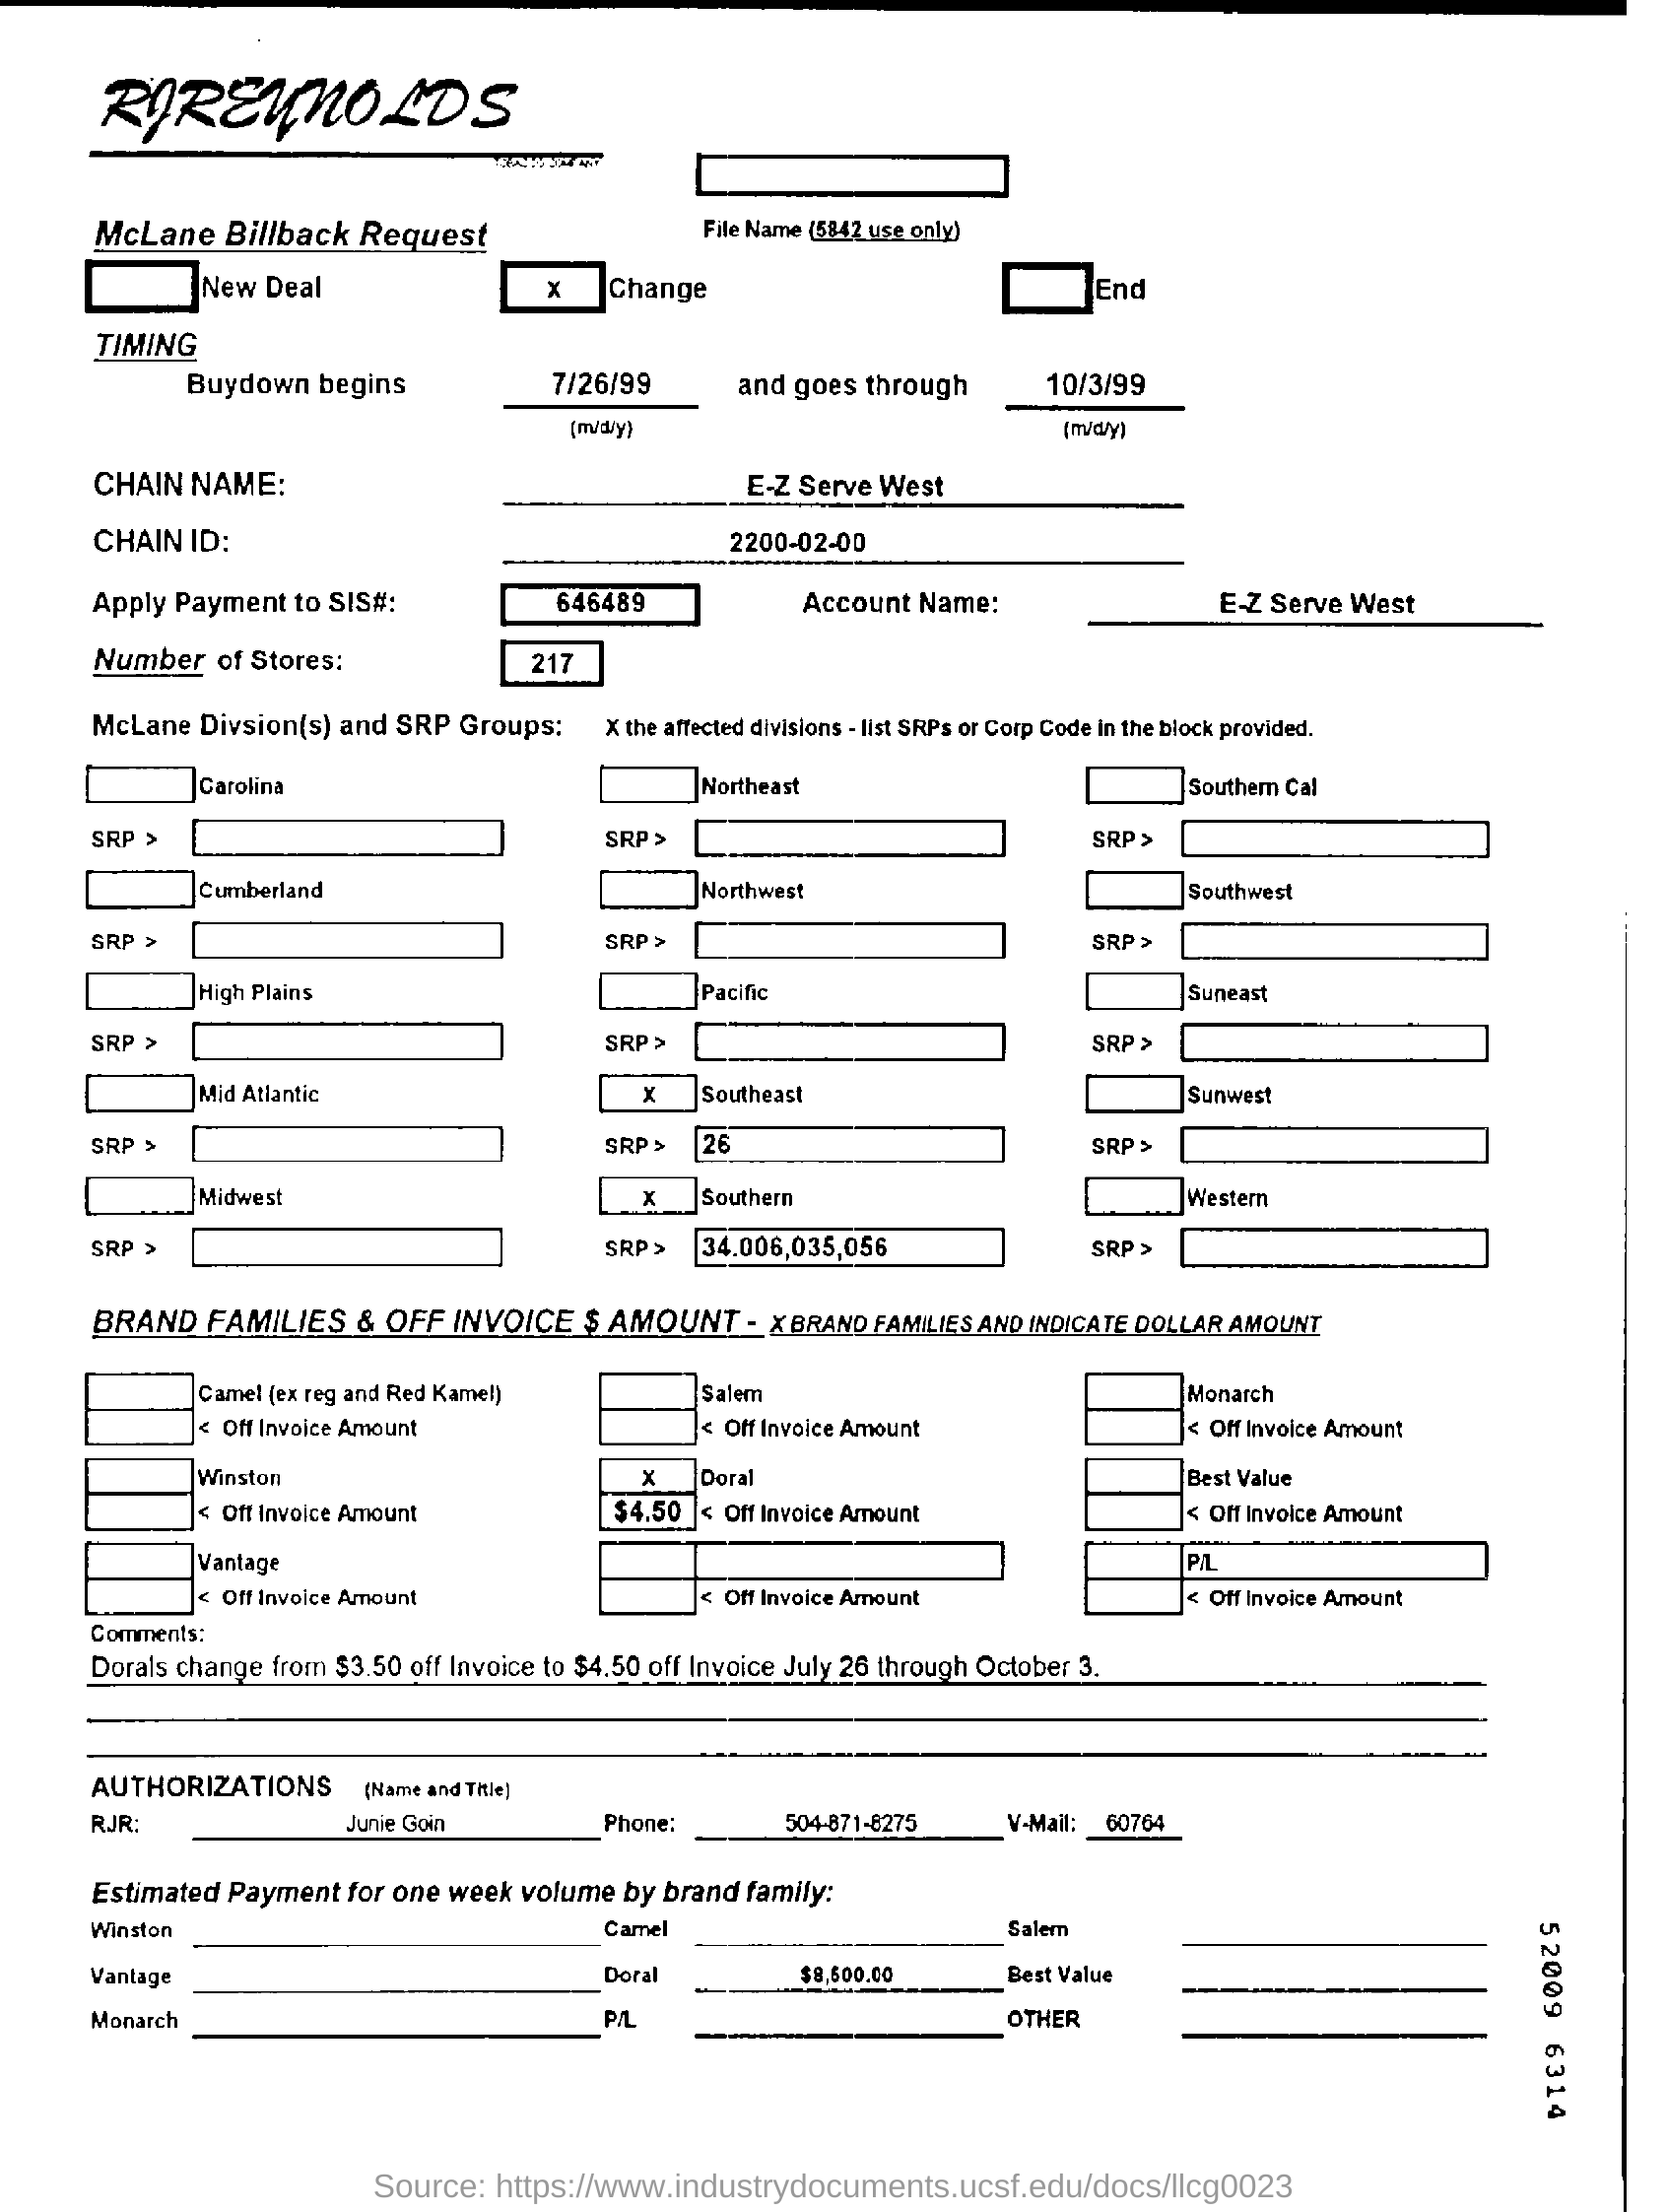 RJREYNOLDS
TOBACCO COMPANY
McLane Billback Request
File Name (5842 use only)
New Deal x Change End
TIMING
Buydown begins 7/26/99 and goes through 10/3/99
(m/d/y) (m/d/y)
CHAIN NAME: E-Z Serve West
CHAIN ID: 2200-02-00
Apply Payment to SIS#: 646489 Account Name: E-Z Serve West
Number of Stores: 217
McLane Divsion(s) and SRP Groups: X the affected divisions - list SRPs or Corp Code in the block provided.
Carolina Northeast Southern Cal
SRP > SRP > SRP >
Cumberland Northwest Southwest
SRP > SRP > SRP >
High Plains Pacific Suneast
SRP > SRP > SRP >
Mid Atlantic x Southeast Sunwest
SRP > SRP > 26 SRP >
Midwest x Southern Western
SRP > SRP > 34.006,035,056 SRP >
BRAND FAMILIES & OFF INVOICE $ AMOUNT - X BRAND FAMILIES AND INDICATE DOLLAR AMOUNT
Camel (ex reg and Red Kamel) Salem Monarch
< Off Invoice Amount < Off Invoice Amount < Off Invoice Amount
Winston X Doral Best Value
< Off Invoice Amount $4.50 < Off Invoice Amount < Off Invoice Amount
Vantage P/L
< Off Invoice Amount < Off Invoice Amount < Off Invoice Amount
Comments:
Dorals change from $3.50 off Invoice to $4.50 off Invoice July 26 through October 3.
AUTHORIZATIONS (Name and Title)
RJR: Junie Goin Phone: 504-871-8275 V-Mail: 60764
Estimated Payment for one week volume by brand family:
Winston Camel Salem
Vantage Doral $8,600.00 Best Value
Monarch P/L OTHER
52009 6314
Source: https://www.industrydocuments.ucsf.edu/docs/llcg0023